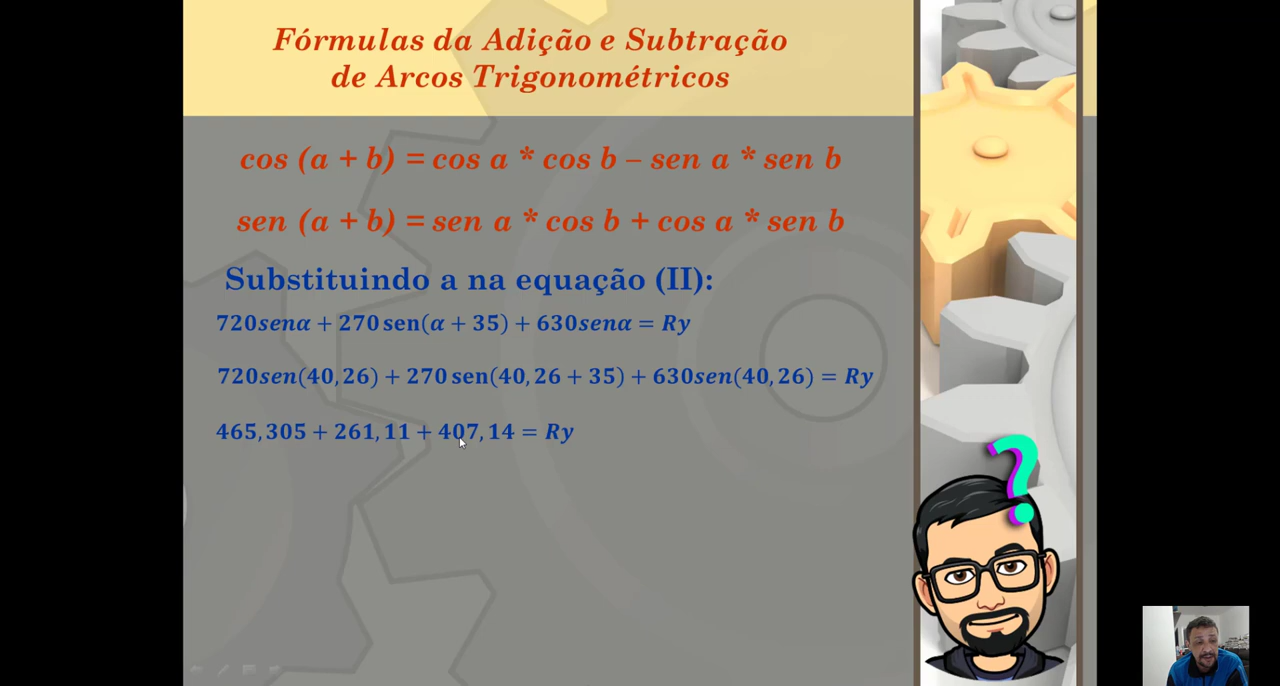 Fórmulas da Adição e Subtração
de Arcos Trigonométricos
cos (a + b) = cos a * cos b – sen a * sen b
sen (a + b) = sen a * cos b + cos a * sen b
Substituindo a na equação (II):
720senα + 270 sen(α + 35) + 630senα = Ry
720sen(40,26) + 270 sen(40,26 + 35) + 630sen(40,26) = Ry
465,305 + 261,11 + 407,14 = Ry
?